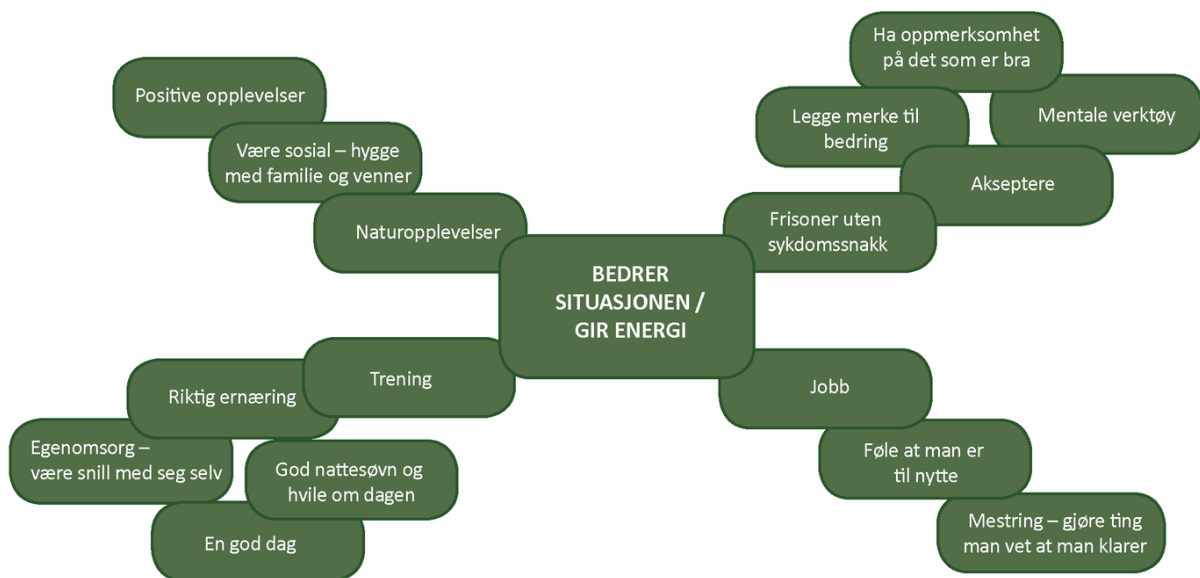 Positive opplevelser
Være sosial – hygge
med familie og venner
Naturopplevelser
Ha oppmerksomhet
på det som er bra
Legge merke til
bedring
Mentale verktøy
Akseptere
Frisoner uten
sykdomssnakk
BEDRER
SITUASJONEN /
GIR ENERGI
Trening
Riktig ernæring
Egenomsorg –
være snill med seg selv
God nattesøvn og
hvile om dagen
En god dag
Jobb
Føle at man er
til nytte
Mestring – gjøre ting
man vet at man klarer